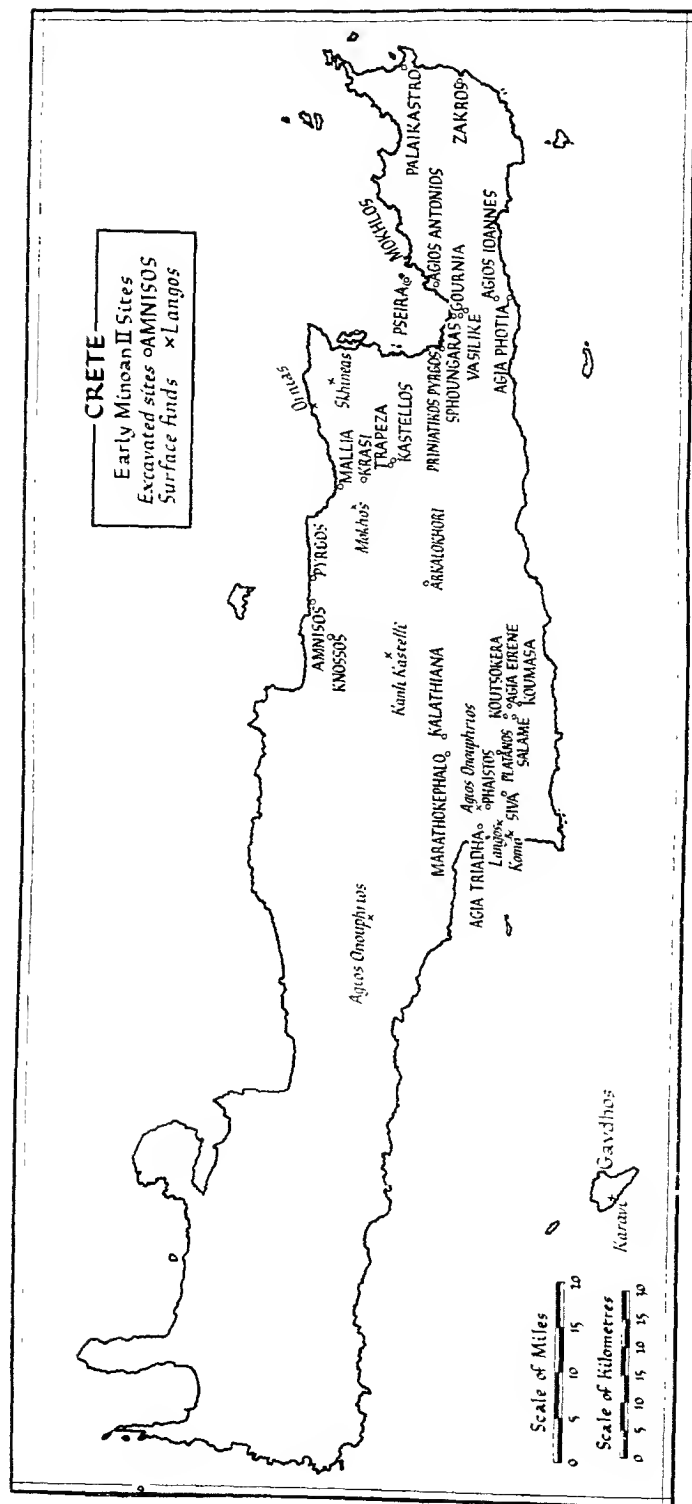 CRETE
Early Minoan II Sites
Excavated sites AMNISOS
Surface finds × Langos
AMNISOS
PYRGOS
KNOSSOS
MALLIA
KRASI
TRAPEZA
KASTELLOS
Mokhos
Skhineas
PSEIRA
MOKHLOS
PALAIKASTRO
ZAKROS
AGIOS ANTONIOS
PRINIATIKOS PYRGOS
SPHOUNGARAS
GOURNIA
VASILIKE
AGIA PHOTIA
AGIOS IOANNES
ARKALOKHORI
Kanli Kastelli
Agios Onouphrios
MARATHOKEPHALO
KALATHIANA
AGIA TRIADHA
Agios Onouphrios
PHAISTOS
Langos
Komo
SIVA
PLATANOS
SALAME
KOUTSOKERA
AGIA EIRENE
KOUMASA
Gavdhos
Karavi
Scale of Miles
0 5 10 15 20
Scale of Kilometres
0 5 10 15 20 30